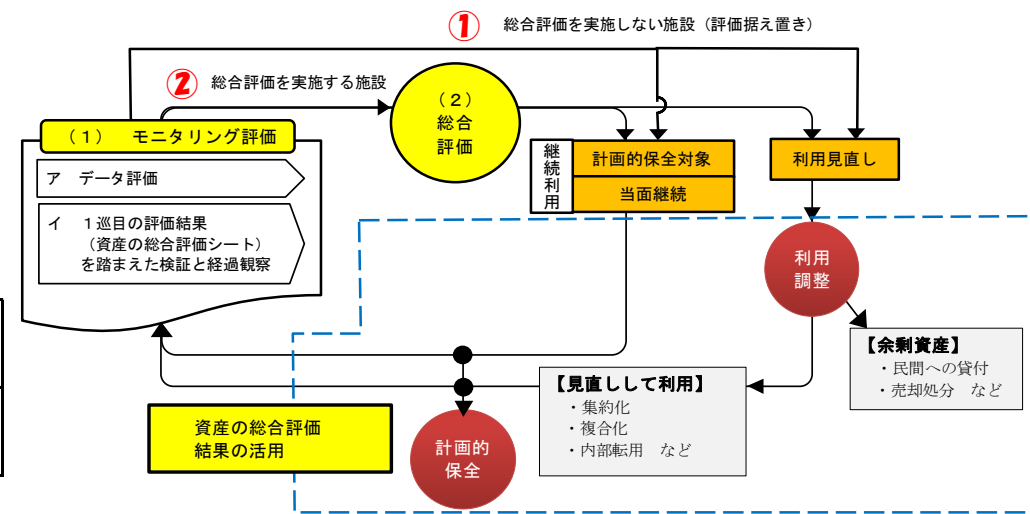 ① 総合評価を実施しない施設（評価据え置き）
② 総合評価を実施する施設
（２）
総合
評価
（１） モニタリング評価
ア データ評価
イ １巡目の評価結果
（資産の総合評価シート）
を踏まえた検証と経過観察
継続利用
計画的保全対象
当面継続
利用見直し
利用
調整
【余剰資産】
・民間への貸付
・売却処分 など
【見直しして利用】
・集約化
・複合化
・内部転用 など
資産の総合評価
結果の活用
計画的
保全